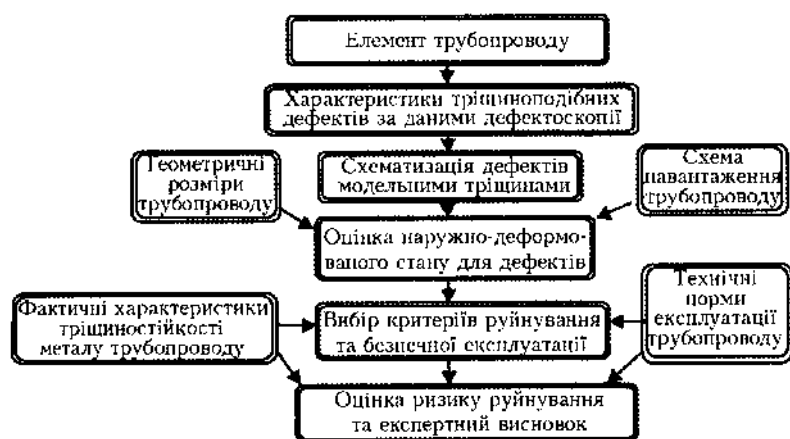 Елемент трубопроводу
Характеристики тріщиноподібних
дефектів за даними дефектоскопії
Геометричні
розміри
трубопроводу
Схематизація дефектів
модельними тріщинами
Схема
навантаження
трубопроводу
Оцінка наружно-деформо-
ваного стану для дефектів
Фактичні характеристики
тріщиностійкості
металу трубопроводу
Вибір критеріїв руйнування
та безпечної експлуатації
Технічні
норми
експлуатації
трубопроводу
Оцінка ризику руйнування
та експертний висновок